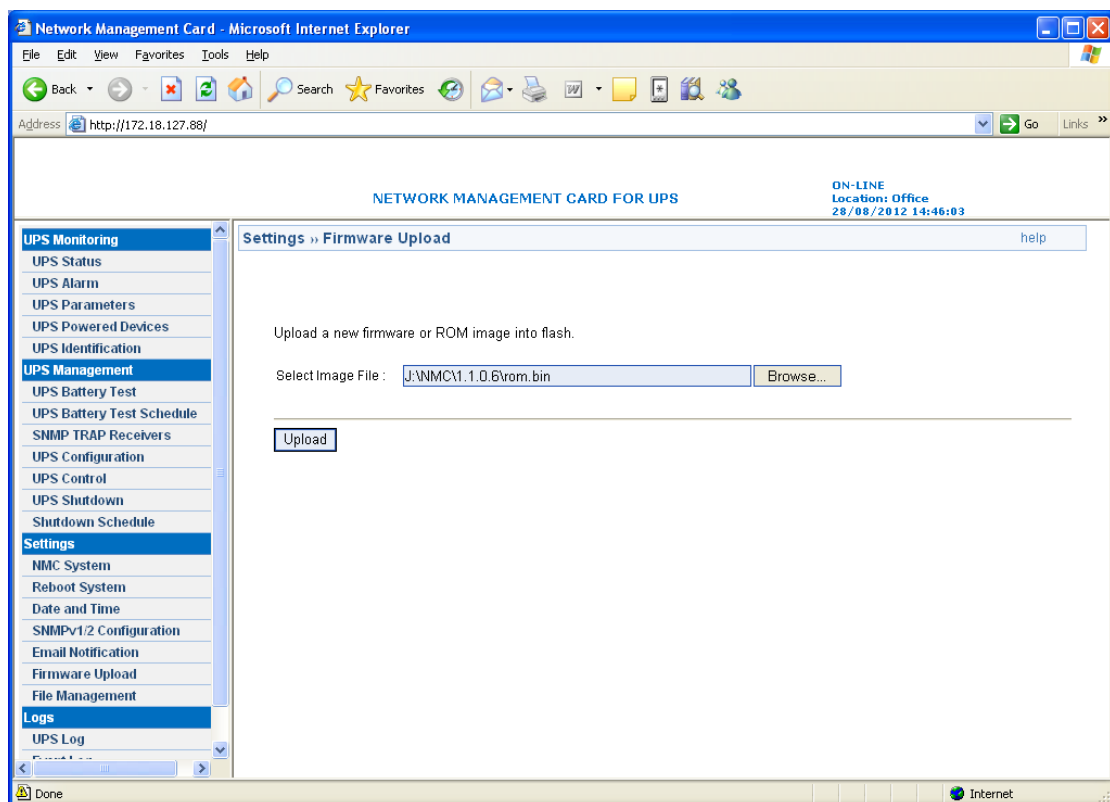 Network Management Card - Microsoft Internet Explorer
File Edit View Favorites Tools Help
Back Search Favorites
Address http://172.18.127.88/ Go Links »
NETWORK MANAGEMENT CARD FOR UPS
ON-LINE
Location: Office
28/08/2012 14:46:03
UPS Monitoring
UPS Status
UPS Alarm
UPS Parameters
UPS Powered Devices
UPS Identification
UPS Management
UPS Battery Test
UPS Battery Test Schedule
SNMP TRAP Receivers
UPS Configuration
UPS Control
UPS Shutdown
Shutdown Schedule
Settings
NMC System
Reboot System
Date and Time
SNMPv1/2 Configuration
Email Notification
Firmware Upload
File Management
Logs
UPS Log
Settings » Firmware Upload help
Upload a new firmware or ROM image into flash.
Select Image File : J:\NMC\1.1.0.6\rom.bin Browse...
Upload
Done Internet